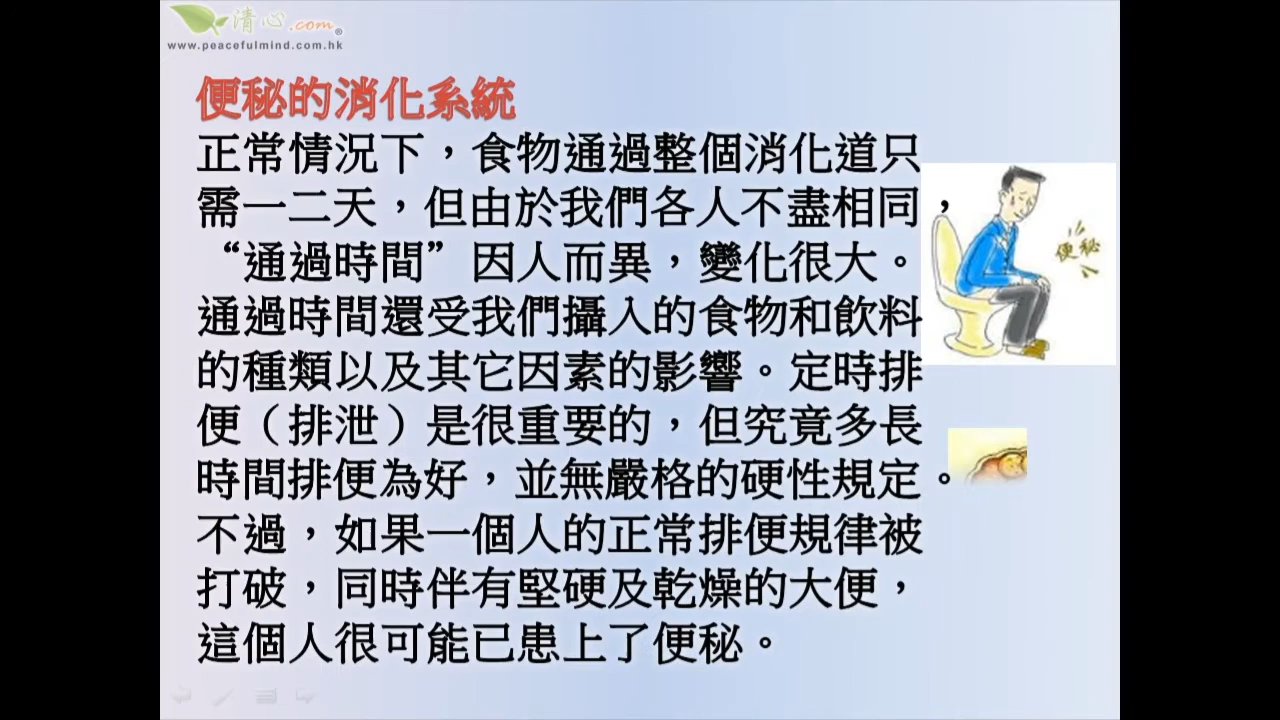 清心.com®
www.peacefulmind.com.hk
便秘的消化系統
正常情況下，食物通過整個消化道只
需一二天，但由於我們各人不盡相同，
“通過時間”因人而異，變化很大。
通過時間還受我們攝入的食物和飲料
的種類以及其它因素的影響。定時排
便（排泄）是很重要的，但究竟多長
時間排便為好，並無嚴格的硬性規定。
不過，如果一個人的正常排便規律被
打破，同時伴有堅硬及乾燥的大便，
這個人很可能已患上了便秘。
便秘